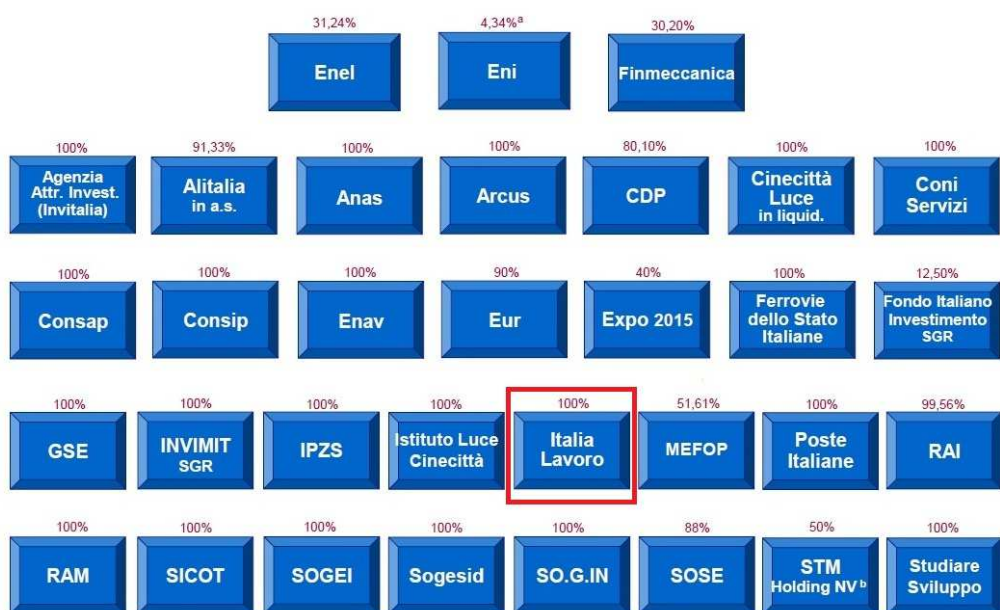 31,24% 4,34%ª 30,20%
Enel Eni Finmeccanica
100% 91,33% 100% 100% 80,10% 100% 100%
Agenzia
Attr. Invest.
(Invitalia)
Alitalia
in a.s.
Anas
Arcus
CDP
Cinecittà
Luce
in liquid.
Coni
Servizi
100% 100% 100% 90% 40% 100% 12,50%
Consap
Consip
Enav
Eur
Expo 2015
Ferrovie
dello Stato
Italiane
Fondo Italiano
Investimento
SGR
100% 100% 100% 100% 100% 51,61% 100% 99,56%
GSE
INVIMIT
SGR
IPZS
Istituto Luce
Cinecittà
Italia
Lavoro
MEFOP
Poste
Italiane
RAI
100% 100% 100% 100% 100% 88% 50% 100%
RAM
SICOT
SOGEI
Sogesid
SO.G.IN
SOSE
STM
Holding NV ᵇ
Studiare
Sviluppo